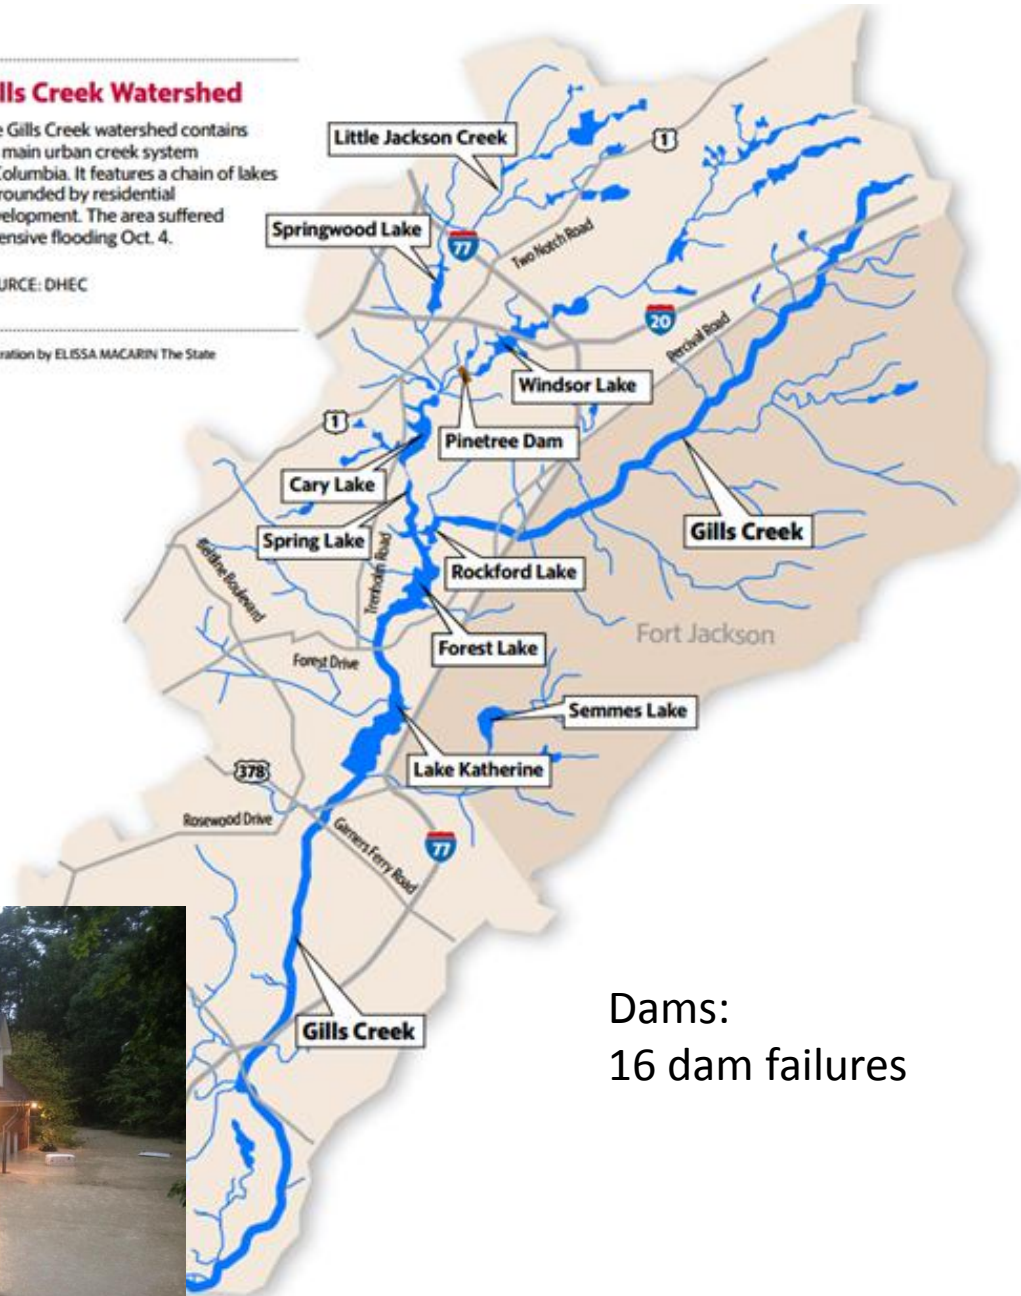 lls Creek Watershed
e Gills Creek watershed contains
main urban creek system
Columbia. It features a chain of lakes
rounded by residential
elopment. The area suffered
ensive flooding Oct. 4.
URCE: DHEC
ration by ELISSA MACARIN The State
Little Jackson Creek
1
Springwood Lake
77
Two Notch Road
20
Percival Road
Windsor Lake
1
Pinetree Dam
Cary Lake
Gills Creek
Spring Lake
Trenholm Road
Beltline Boulevard
Rockford Lake
Fort Jackson
Forest Lake
Forest Drive
Semmes Lake
Lake Katherine
378
Rosewood Drive
Garners Ferry Road
77
Gills Creek
Dams:
16 dam failures